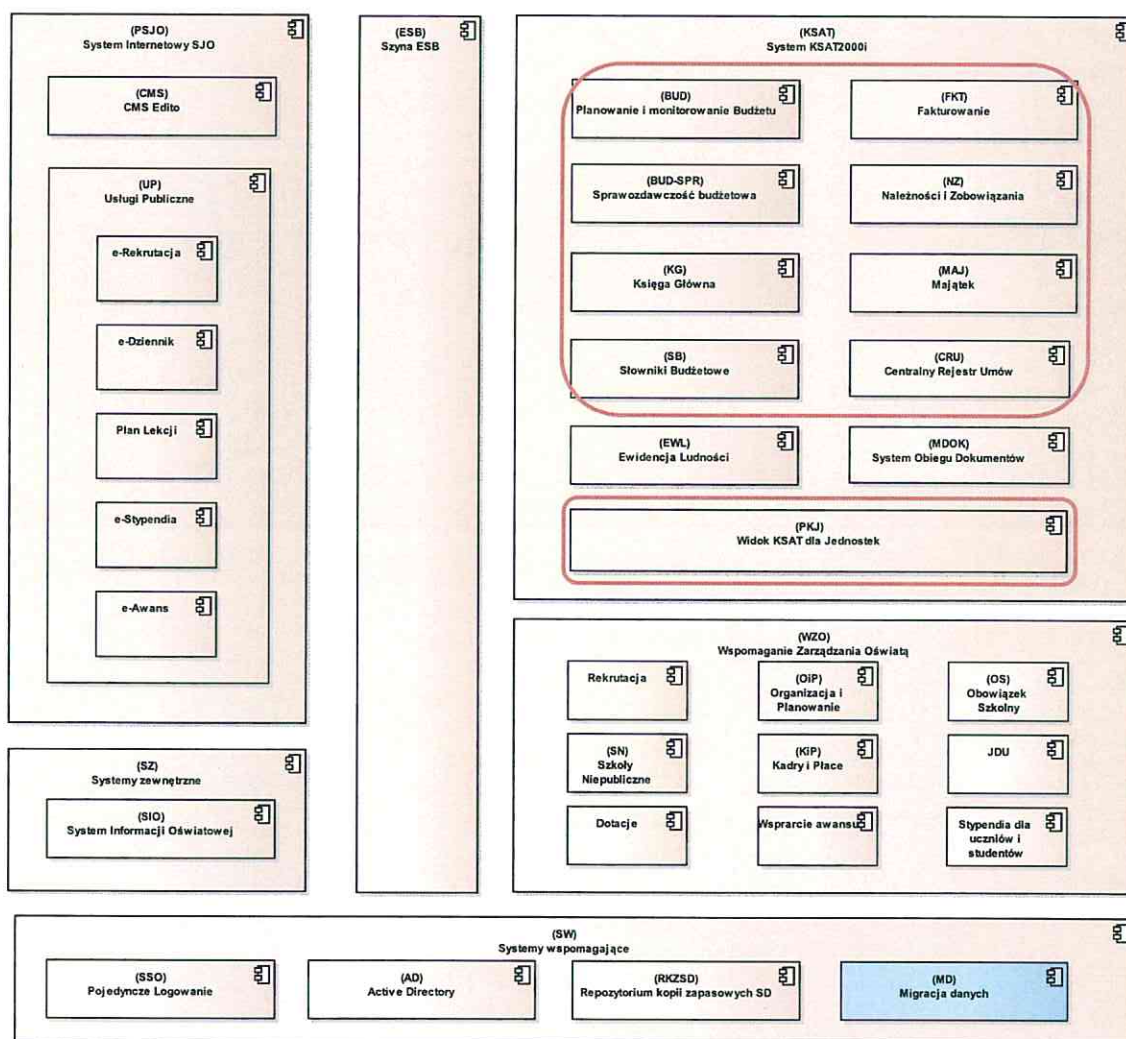 (PSJO)
System Internetowy SJO
(CMS)
CMS Edito
(UP)
Usługi Publiczne
e-Rekrutacja
e-Dziennik
Plan Lekcji
e-Stypendia
e-Awans
(SZ)
Systemy zewnętrzne
(SIO)
System Informacji Oświatowej
(ESB)
Szyna ESB
(KSAT)
System KSAT2000i
(BUD)
Planowanie i monitorowanie Budżetu
(FKT)
Fakturowanie
(BUD-SPR)
Sprawozdawczość budżetowa
(NZ)
Należności i Zobowiązania
(KG)
Księga Główna
(MAJ)
Majątek
(SB)
Słowniki Budżetowe
(CRU)
Centralny Rejestr Umów
(EWL)
Ewidencja Ludności
(MDOK)
System Obiegu Dokumentów
(PKJ)
Widok KSAT dla Jednostek
(WZO)
Wspomaganie Zarządzania Oświatą
Rekrutacja
(OiP)
Organizacja i
Planowanie
(OS)
Obowiązek
Szkolny
(SN)
Szkoły
Niepubliczne
(KiP)
Kadry i Płace
JDU
Dotacje
Wsprarcie awansu
Stypendia dla
uczniów i
studentów
(SW)
Systemy wspomagające
(SSO)
Pojedyncze Logowanie
(AD)
Active Directory
(RKZSD)
Repozytorium kopii zapasowych SD
(MD)
Migracja danych